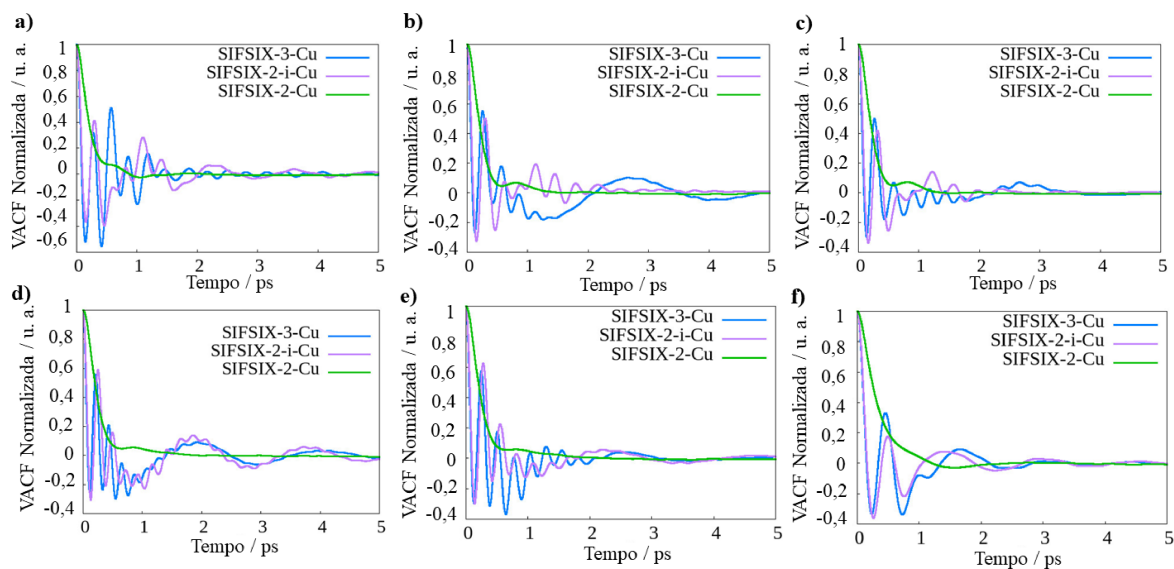 a)
VACF Normalizada / u. a.
1
0,8
0,6
0,4
0,2
0
-0,2
-0,4
-0,6
SIFSIX-3-Cu
SIFSIX-2-i-Cu
SIFSIX-2-Cu
0 1 2 3 4 5
Tempo / ps
b)
VACF Normalizada / u. a.
1
0,8
0,6
0,4
0,2
0
-0,2
-0,4
SIFSIX-3-Cu
SIFSIX-2-i-Cu
SIFSIX-2-Cu
0 1 2 3 4 5
Tempo / ps
c)
VACF Normalizada / u. a.
1
0,8
0,6
0,4
0,2
0
-0,2
-0,4
SIFSIX-3-Cu
SIFSIX-2-i-Cu
SIFSIX-2-Cu
0 1 2 3 4 5
Tempo / ps
d)
VACF Normalizada / u. a.
1
0,8
0,6
0,4
0,2
0
-0,2
-0,4
SIFSIX-3-Cu
SIFSIX-2-i-Cu
SIFSIX-2-Cu
0 1 2 3 4 5
Tempo / ps
e)
VACF Normalizada / u. a.
1
0,8
0,6
0,4
0,2
0
-0,2
-0,4
SIFSIX-3-Cu
SIFSIX-2-i-Cu
SIFSIX-2-Cu
0 1 2 3 4 5
Tempo / ps
f)
VACF Normalizada / u. a.
1
0,8
0,6
0,4
0,2
0
-0,2
-0,4
SIFSIX-3-Cu
SIFSIX-2-i-Cu
SIFSIX-2-Cu
0 1 2 3 4 5
Tempo / ps